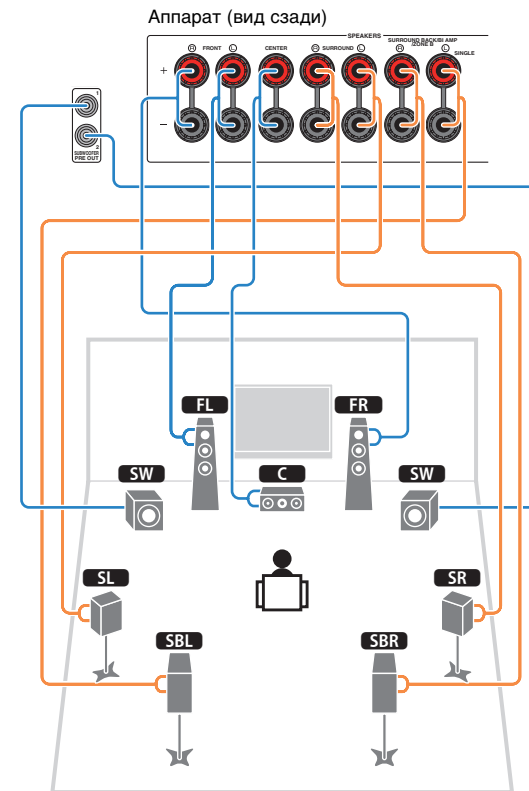 Аппарат (вид сзади)
SPEAKERS
SURROUND BACK/BI AMP
/ZONE B
R FRONT L
CENTER
R SURROUND L
R L
SINGLE
+
–
1
2
SUBWOOFER
PRE OUT
FL
FR
SW
C
SW
SL
SR
SBL
SBR